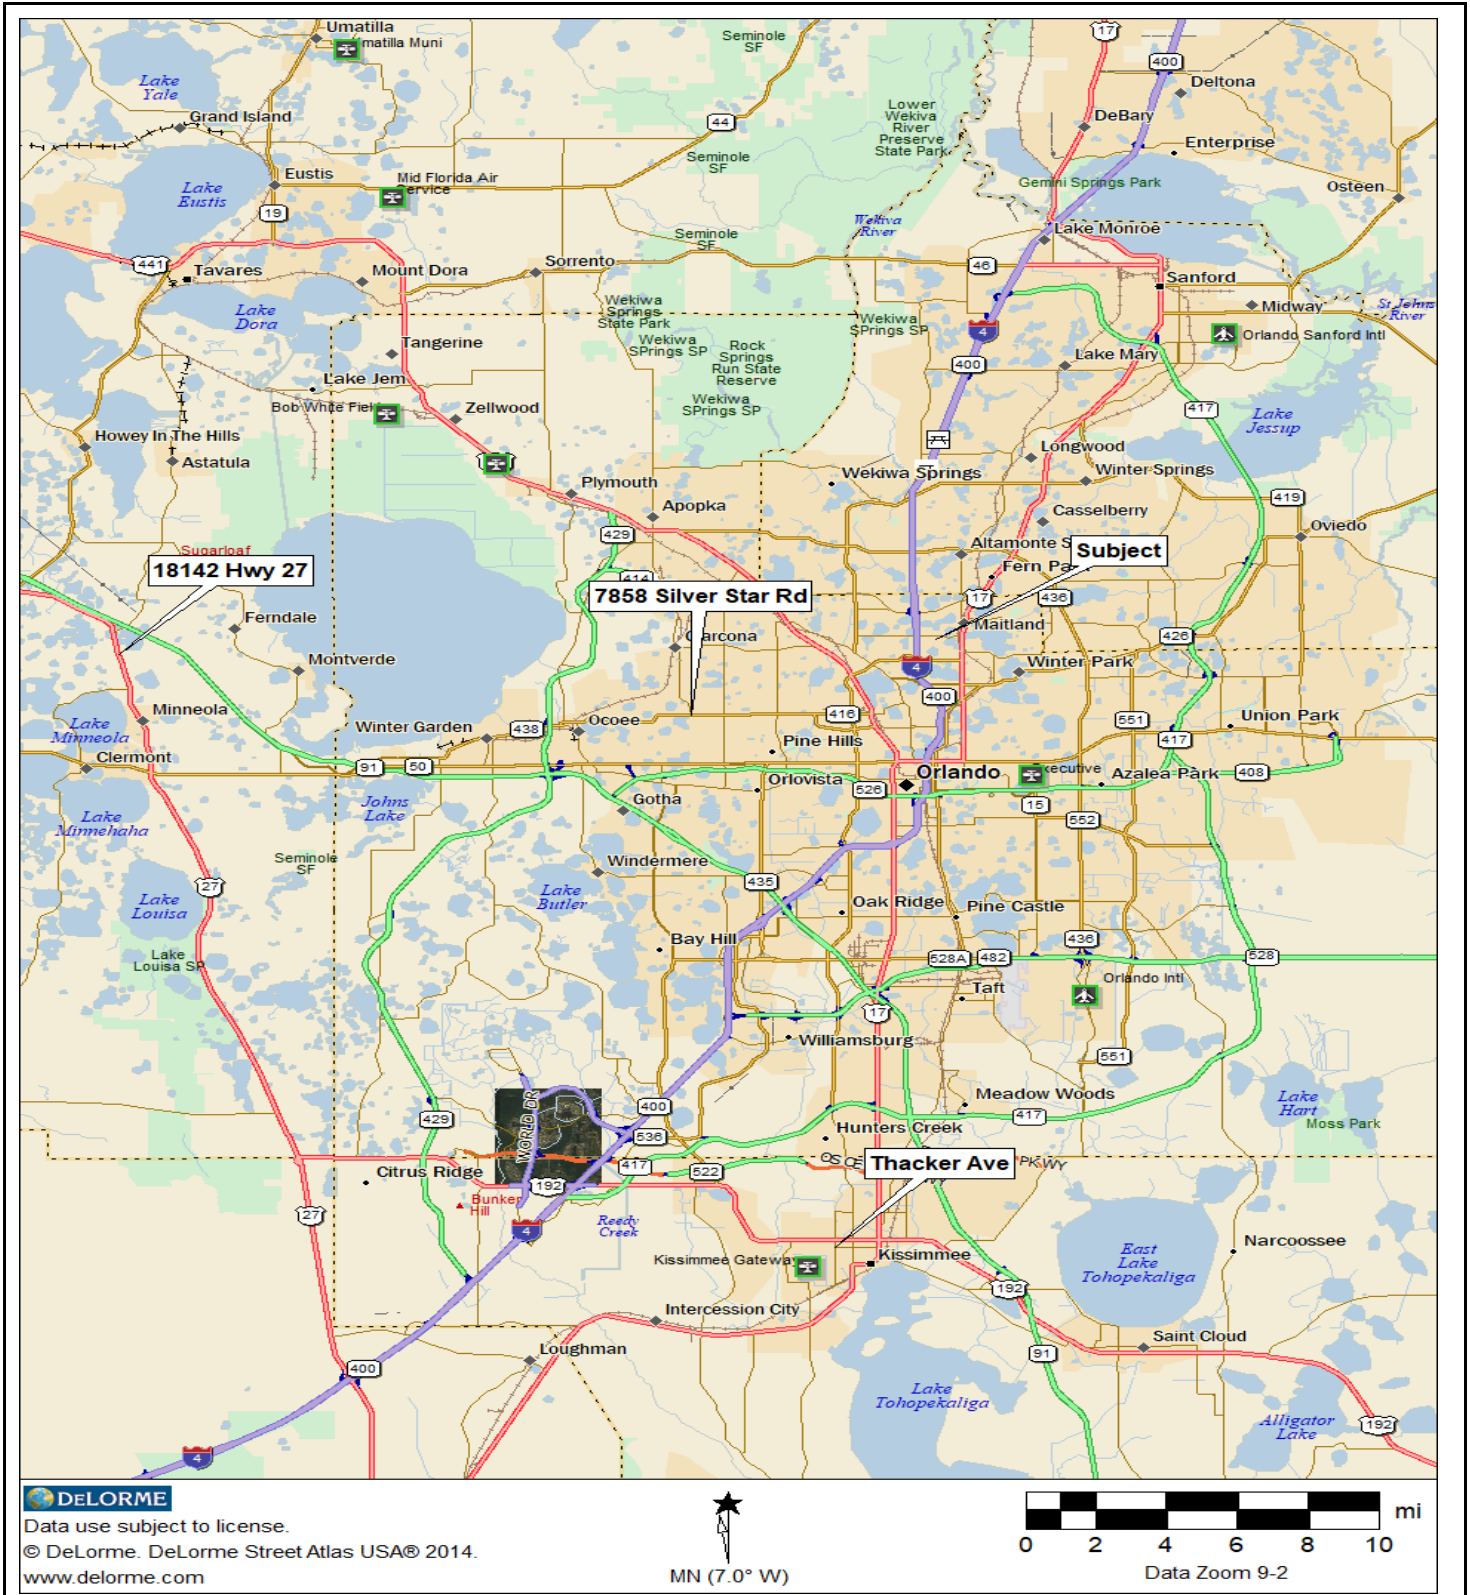 Umatilla
Umatilla Muni
Seminole
SF
17
400
Deltona
Lake
Yale
Grand Island
44
Lower
Wekiva
River
Preserve
State Park
DeBary
Enterprise
Seminole
SF
Eustis
Mid Florida Air
Service
Lake
Eustis
19
Gemini Springs Park
Osteen
Wekiva
River
Lake Monroe
Seminole
SF
441
Tavares
Mount Dora
Sorrento
46
Sanford
Midway
St Johns
River
Lake
Dora
Wekiwa
Springs
State Park
Wekiwa
SPrings SP
Wekiwa
SPrings SP
4
Orlando Sanford Intl
Tangerine
Rock
Springs
Run State
Reserve
400
Lake Mary
Lake Jem
Bob White Field
Zellwood
Wekiwa
SPrings SP
417
Lake
Jessup
Howey In The Hills
Astatula
Longwood
Winter Springs
Wekiwa Springs
Plymouth
Apopka
419
Casselberry
Oviedo
429
Altamonte S
Subject
Sugarloaf
18142 Hwy 27
Fern Pa
414
7858 Silver Star Rd
17
436
Ferndale
Maitland
426
Clarcona
Montverde
4
Winter Park
400
Minneola
Lake
Minneola
Winter Garden
438
Ocoee
416
551
Union Park
Pine Hills
417
Clermont
91
50
Orlovista
Orlando
Executive
Azalea Park
408
526
Gotha
15
Johns
Lake
552
Lake
Minnehaha
Seminole
SF
Windermere
27
435
Lake
Louisa
Lake
Butler
Oak Ridge
Pine Castle
Bay Hill
436
Lake
Louisa SP
528A
482
528
Orlando Intl
Taft
17
Williamsburg
551
Meadow Woods
Lake
Hart
Moss Park
WORLD DR
400
429
417
536
Hunters Creek
417
522
OSCE
Thacker Ave
PKWY
Citrus Ridge
192
Bunker
Hill
27
4
Reedy
Creek
Kissimmee Gateway
Kissimmee
East
Lake
Tohopekaliga
Narcoossee
192
Intercession City
Loughman
91
Saint Cloud
400
Lake
Tohopekaliga
Alligator
Lake
192
4
DELORME
Data use subject to license.
© DeLorme. DeLorme Street Atlas USA® 2014.
www.delorme.com
MN (7.0° W)
mi
0 2 4 6 8 10
Data Zoom 9-2